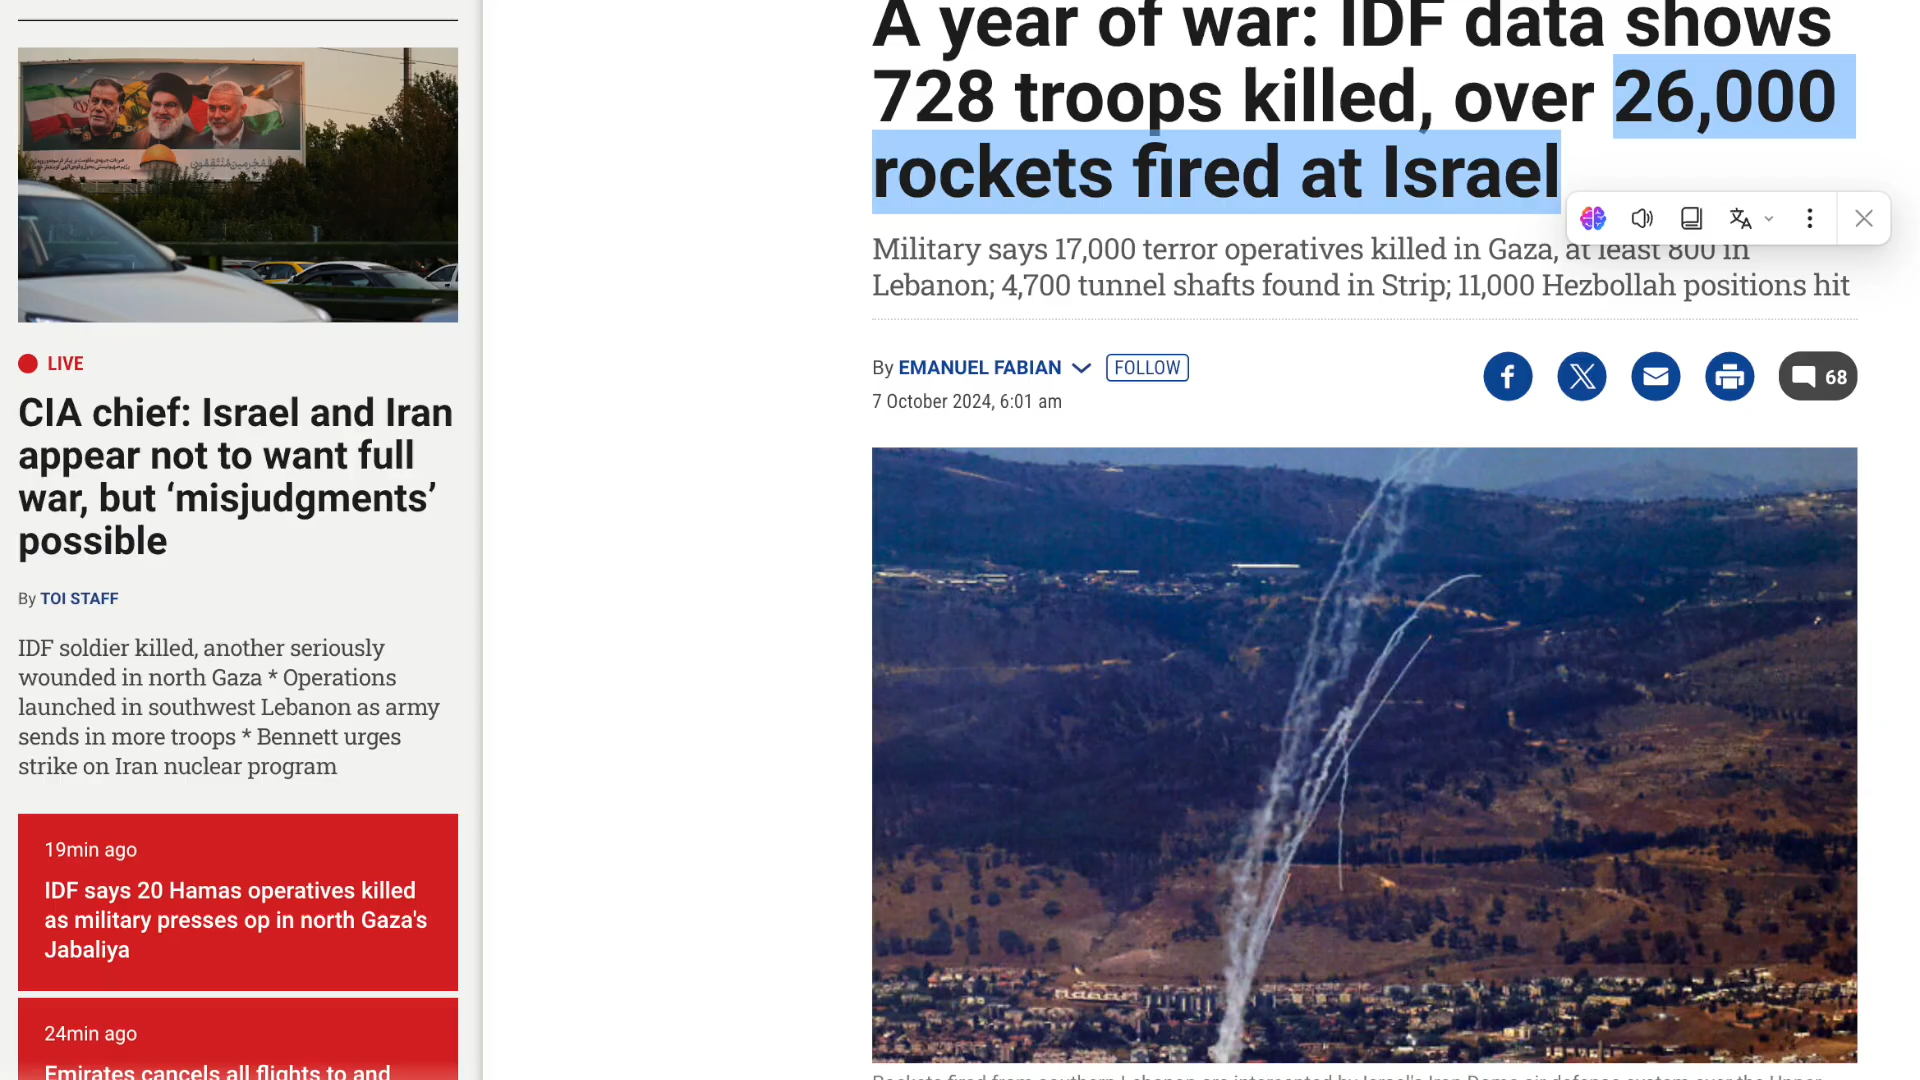 A year of war: IDF data shows
728 troops killed, over 26,000
rockets fired at Israel
Military says 17,000 terror operatives killed in Gaza, at least 800 in
Lebanon; 4,700 tunnel shafts found in Strip; 11,000 Hezbollah positions hit
By EMANUEL FABIAN FOLLOW
7 October 2024, 6:01 am
68
LIVE
CIA chief: Israel and Iran
appear not to want full
war, but ‘misjudgments’
possible
By TOI STAFF
IDF soldier killed, another seriously
wounded in north Gaza * Operations
launched in southwest Lebanon as army
sends in more troops * Bennett urges
strike on Iran nuclear program
19min ago
IDF says 20 Hamas operatives killed
as military presses op in north Gaza's
Jabaliya
24min ago
Emirates cancels all flights to and